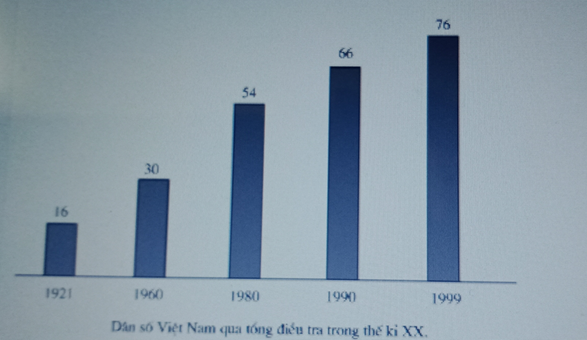 76
66
54
30
16
1921 1960 1980 1990 1999
Dân số Việt Nam qua tổng điều tra trong thế kỉ XX.